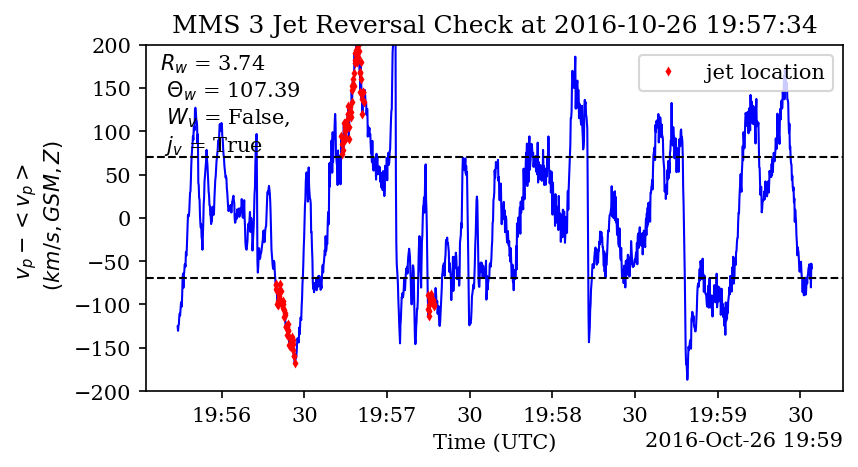 MMS 3 Jet Reversal Check at 2016-10-26 19:57:34
R_w = 3.74
Θ_w = 107.39
W_v = False,
j_v = True
jet location
v_p − < v_p >
(km/s, GSM, Z)
200
150
100
50
0
−50
−100
−150
−200
19:56
30
19:57
30
19:58
30
19:59
30
Time (UTC)
2016-Oct-26 19:59